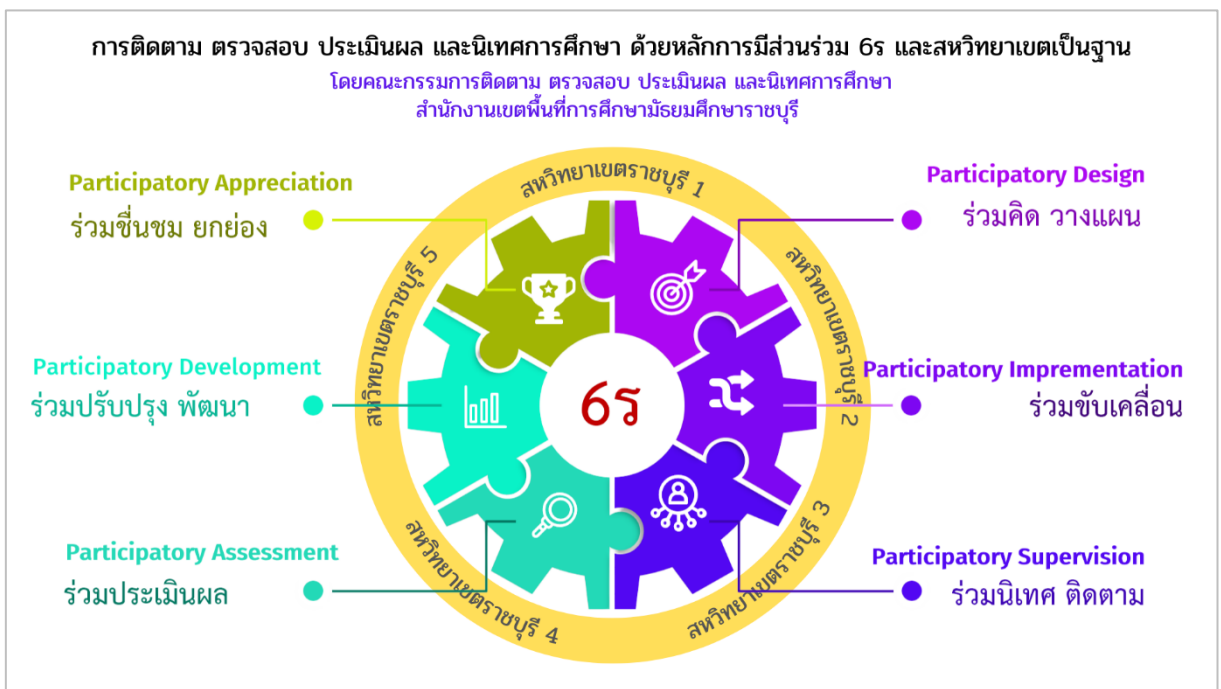 การติดตาม ตรวจสอบ ประเมินผล และนิเทศการศึกษา ด้วยหลักการมีส่วนร่วม 6ร และสหวิทยาเขตเป็นฐาน
โดยคณะกรรมการติดตาม ตรวจสอบ ประเมินผล และนิเทศการศึกษา
สำนักงานเขตพื้นที่การศึกษามัธยมศึกษาราชบุรี
สหวิทยาเขตราชบุรี 1
Participatory Design
ร่วมคิด วางแผน
สหวิทยาเขตราชบุรี 2
Participatory Imprementation
ร่วมขับเคลื่อน
สหวิทยาเขตราชบุรี 3
Participatory Supervision
ร่วมนิเทศ ติดตาม
สหวิทยาเขตราชบุรี 4
Participatory Assessment
ร่วมประเมินผล
สหวิทยาเขตราชบุรี 5
Participatory Development
ร่วมปรับปรุง พัฒนา
Participatory Appreciation
ร่วมชื่นชม ยกย่อง
6ร